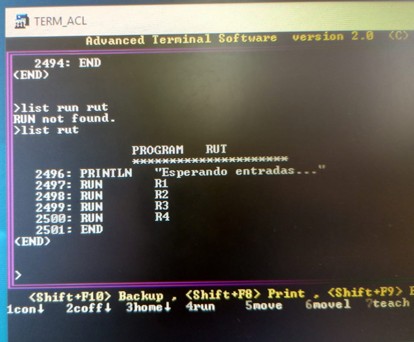 TERM_ACL
Advanced Terminal Software version 2.0 (C)
2494: END
<END>
>list run rut
RUN not found.
>list rut
PROGRAM RUT
*********************
2496: PRINTLN "Esperando entradas..."
2497: RUN R1
2498: RUN R2
2499: RUN R3
2500: RUN R4
2501: END
<END>
>
<Shift+F10> Backup , <Shift+F8> Print , <Shift+F9>
1con↓ 2coff↓ 3home↓ 4run 5move 6movel 7teach